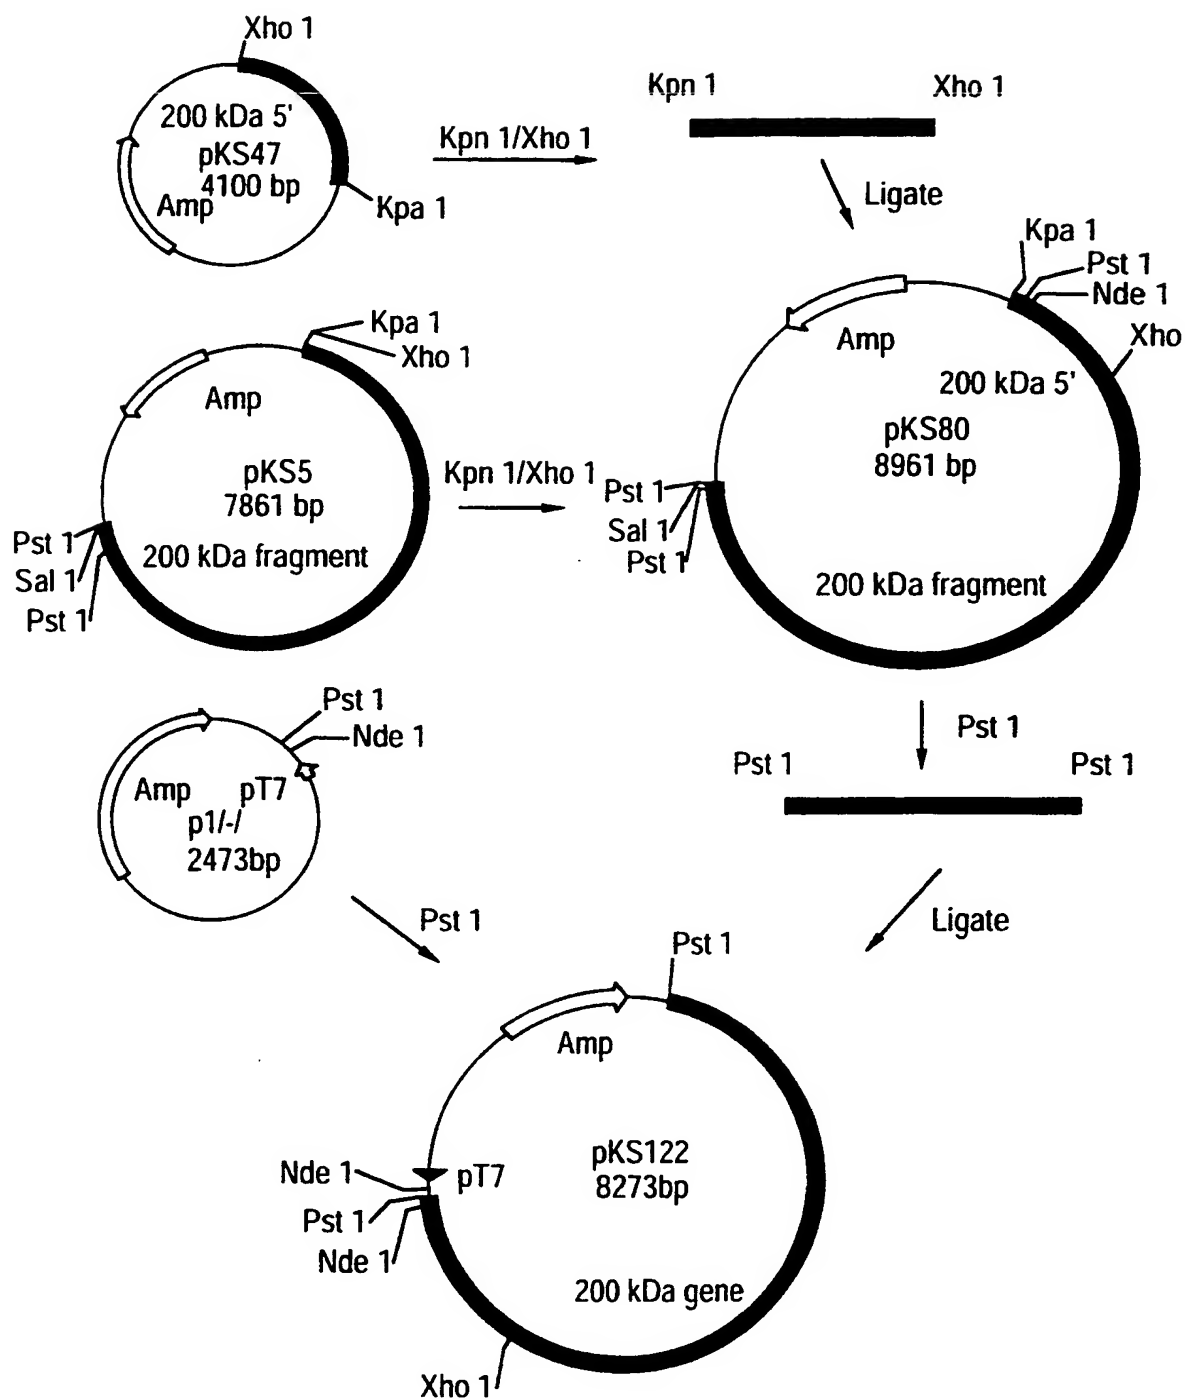 Xho 1
200 kDa 5'
pKS47
4100 bp
Amp
Kpa 1
Kpn 1/Xho 1
Kpn 1
Xho 1
Ligate
Kpa 1
Pst 1
Nde 1
Xho
Amp
200 kDa 5'
pKS80
8961 bp
Pst 1
Sal 1
Pst 1
200 kDa fragment
Kpa 1
Xho 1
Amp
pKS5
7861 bp
Kpn 1/Xho 1
Pst 1
Sal 1
Pst 1
200 kDa fragment
Pst 1
Nde 1
Amp
pT7
p1/-/
2473bp
Pst 1
Pst 1
Pst 1
Pst 1
Ligate
Pst 1
Amp
pKS122
8273bp
Nde 1
pT7
Pst 1
Nde 1
200 kDa gene
Xho 1